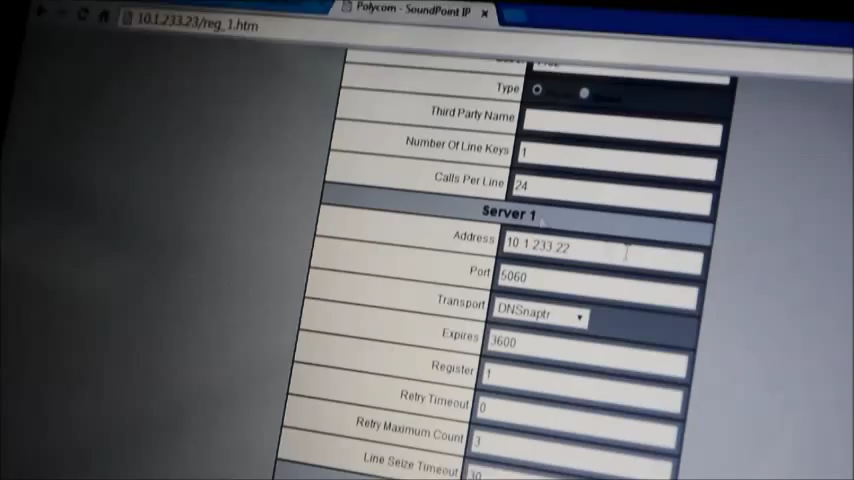 Polycom - SoundPoint IP
10.1.233.23/reg_1.htm
Type
Third Party Name
Number Of Line Keys 1
Calls Per Line 24
Server 1
Address 10.1.233.22
Port 5060
Transport DNSnaptr
Expires 3600
Register 1
Retry Timeout 0
Retry Maximum Count 3
Line Seize Timeout 30